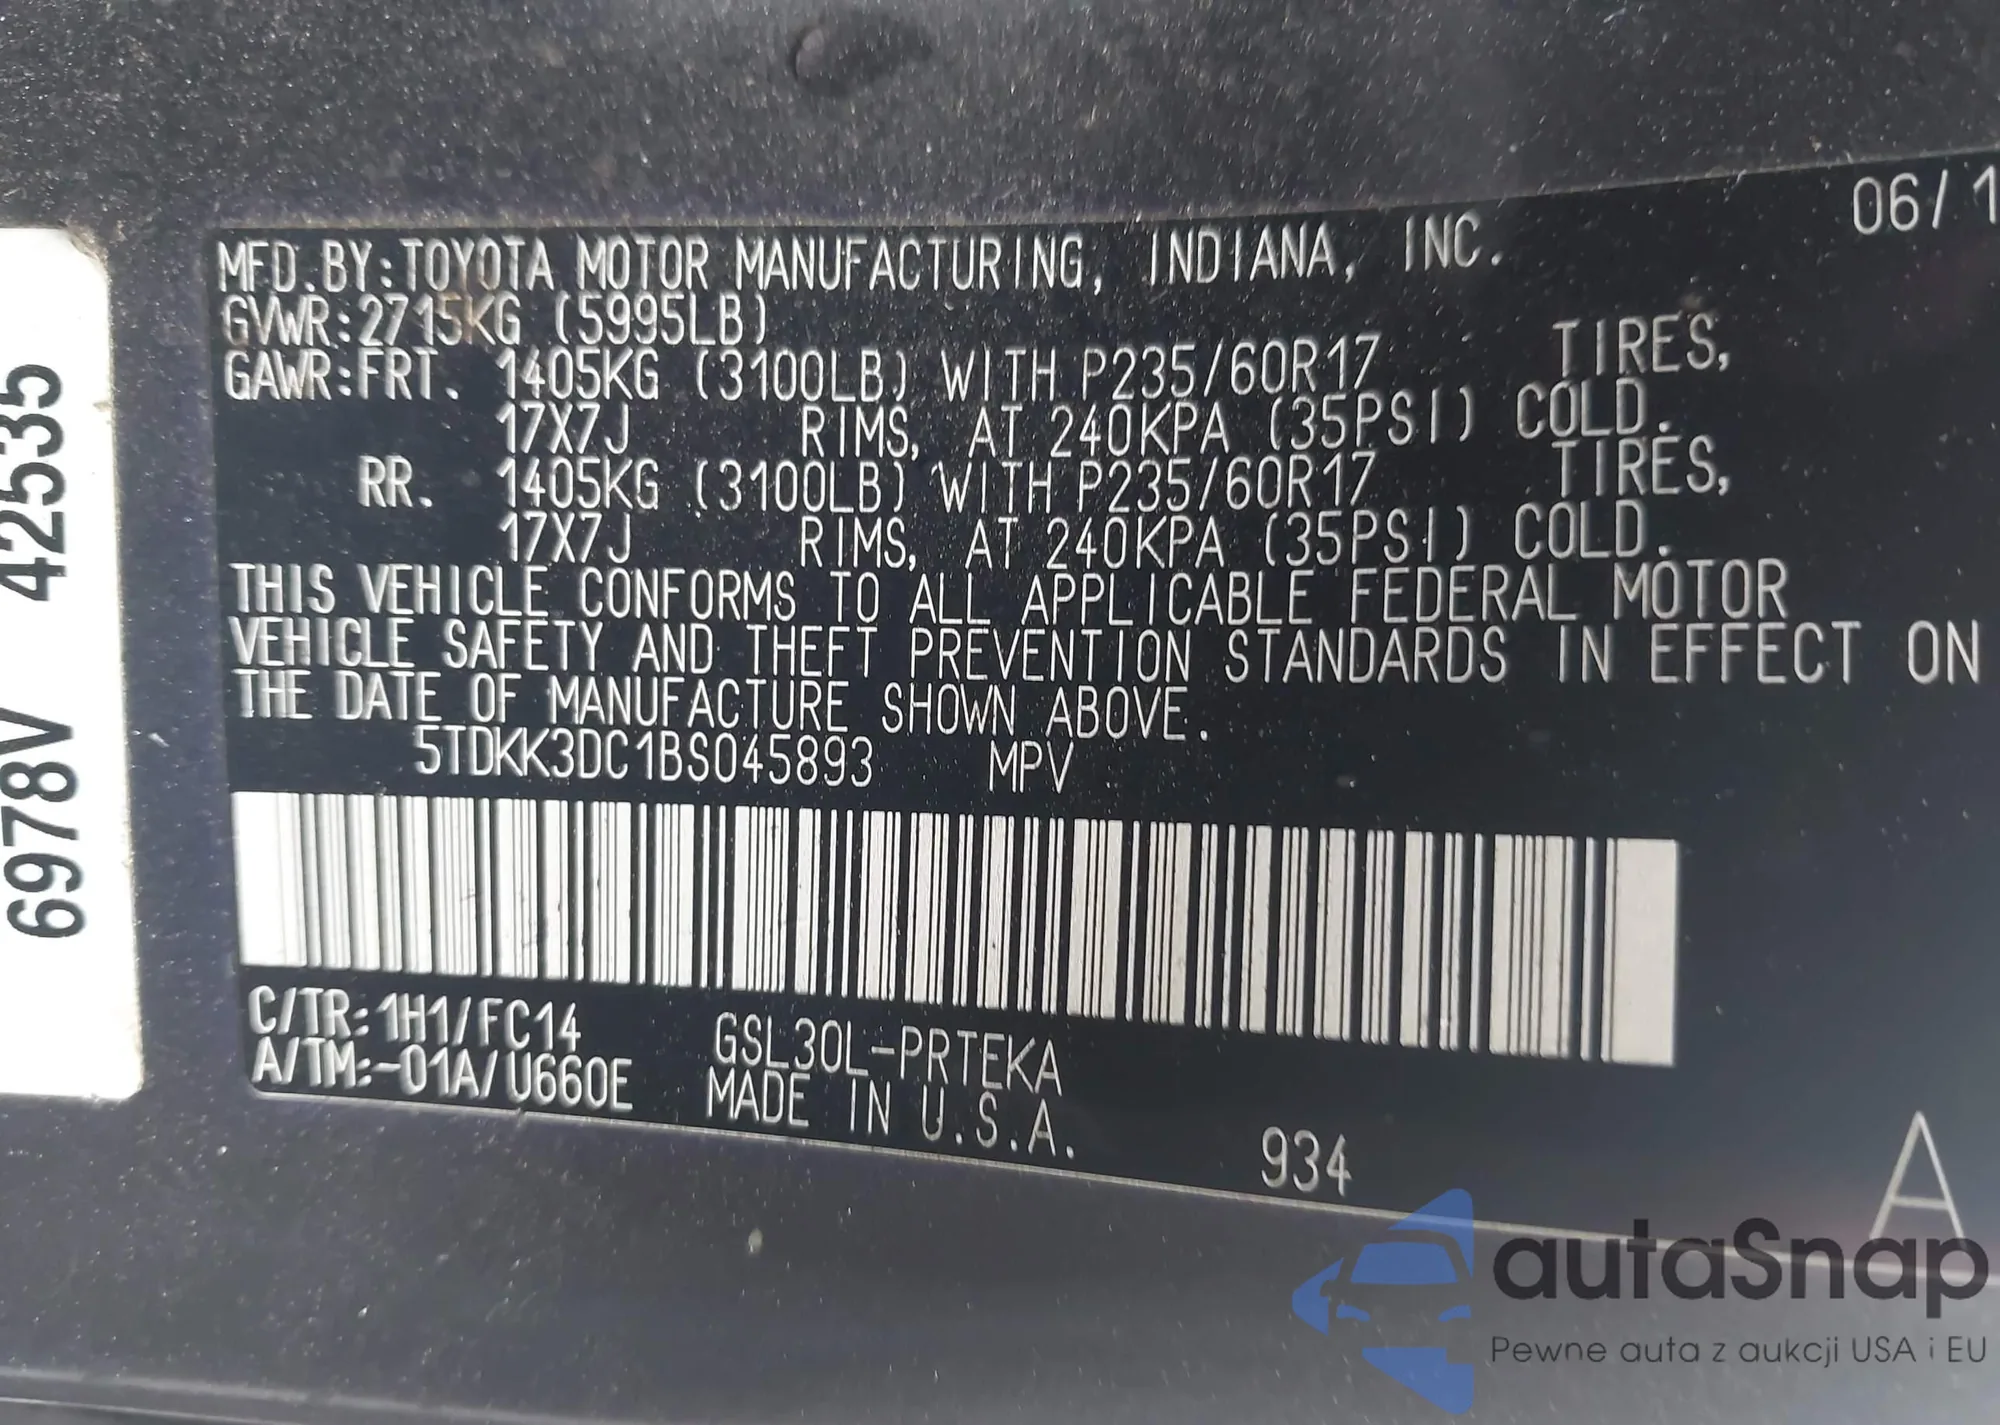 06/1
MFD.BY:TOYOTA MOTOR MANUFACTURING, INDIANA, INC.
GVWR:2715KG (5995LB)
GAWR:FRT. 1405KG (3100LB) WITH P235/60R17 TIRES,
17X7J RIMS, AT 240KPA (35PSI) COLD.
RR. 1405KG (3100LB) WITH P235/60R17 TIRES,
17X7J RIMS, AT 240KPA (35PSI) COLD.
THIS VEHICLE CONFORMS TO ALL APPLICABLE FEDERAL MOTOR
VEHICLE SAFETY AND THEFT PREVENTION STANDARDS IN EFFECT ON
THE DATE OF MANUFACTURE SHOWN ABOVE.
5TDKK3DC1BS045893 MPV
C/TR:1H1/FC14 GSL30L-PRTEKA
A/TM:-01A/U660E MADE IN U.S.A.
934
A
6978V 42535
autaSnap
Pewne auta z aukcji USA i EU